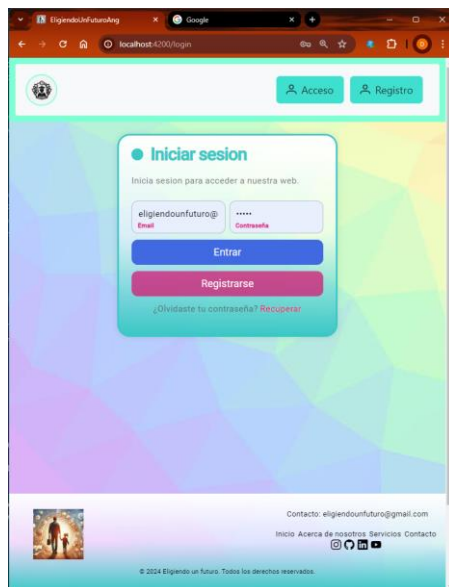 EligiendoUnFuturoAng
Google
localhost:4200/login
Acceso
Registro
Iniciar sesion
Inicia sesion para acceder a nuestra web.
eligiendounfuturo@
Email
•••••
Contraseña
Entrar
Registrarse
¿Olvidaste tu contraseña? Recuperar
Contacto: eligiendounfuturo@gmail.com
Inicio Acerca de nosotros Servicios Contacto
© 2024 Eligiendo un futuro. Todos los derechos reservados.